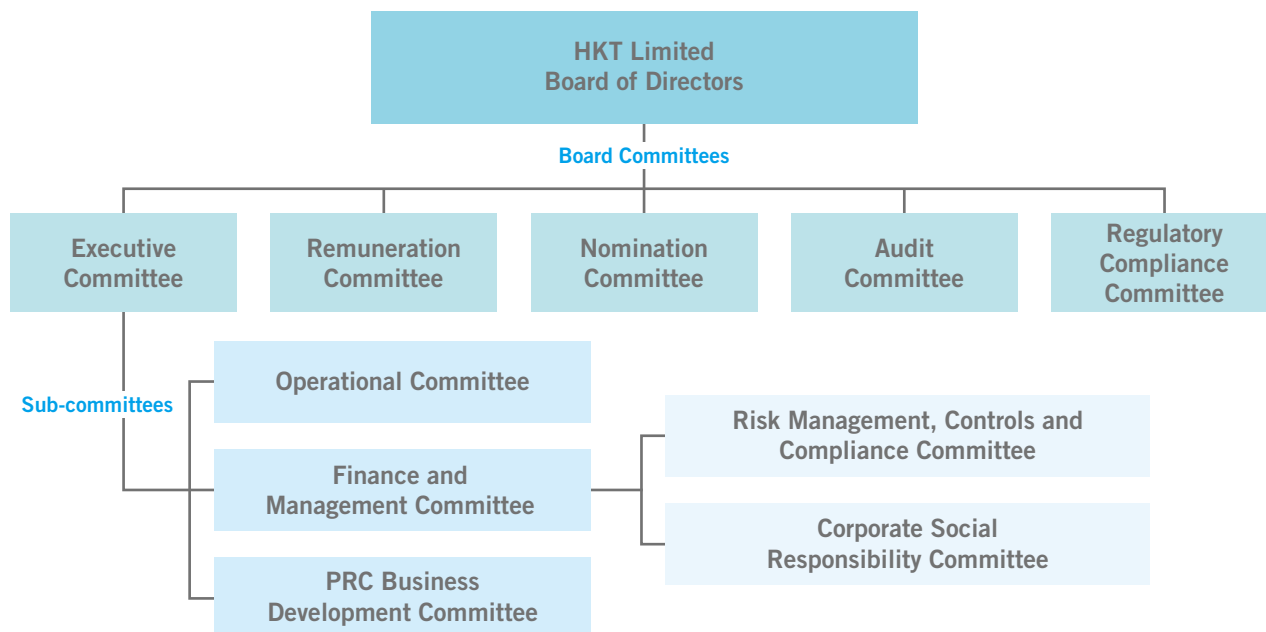 HKT Limited
Board of Directors
Board Committees
Executive
Committee
Remuneration
Committee
Nomination
Committee
Audit
Committee
Regulatory
Compliance
Committee
Sub-committees
Operational Committee
Finance and
Management Committee
PRC Business
Development Committee
Risk Management, Controls and
Compliance Committee
Corporate Social
Responsibility Committee